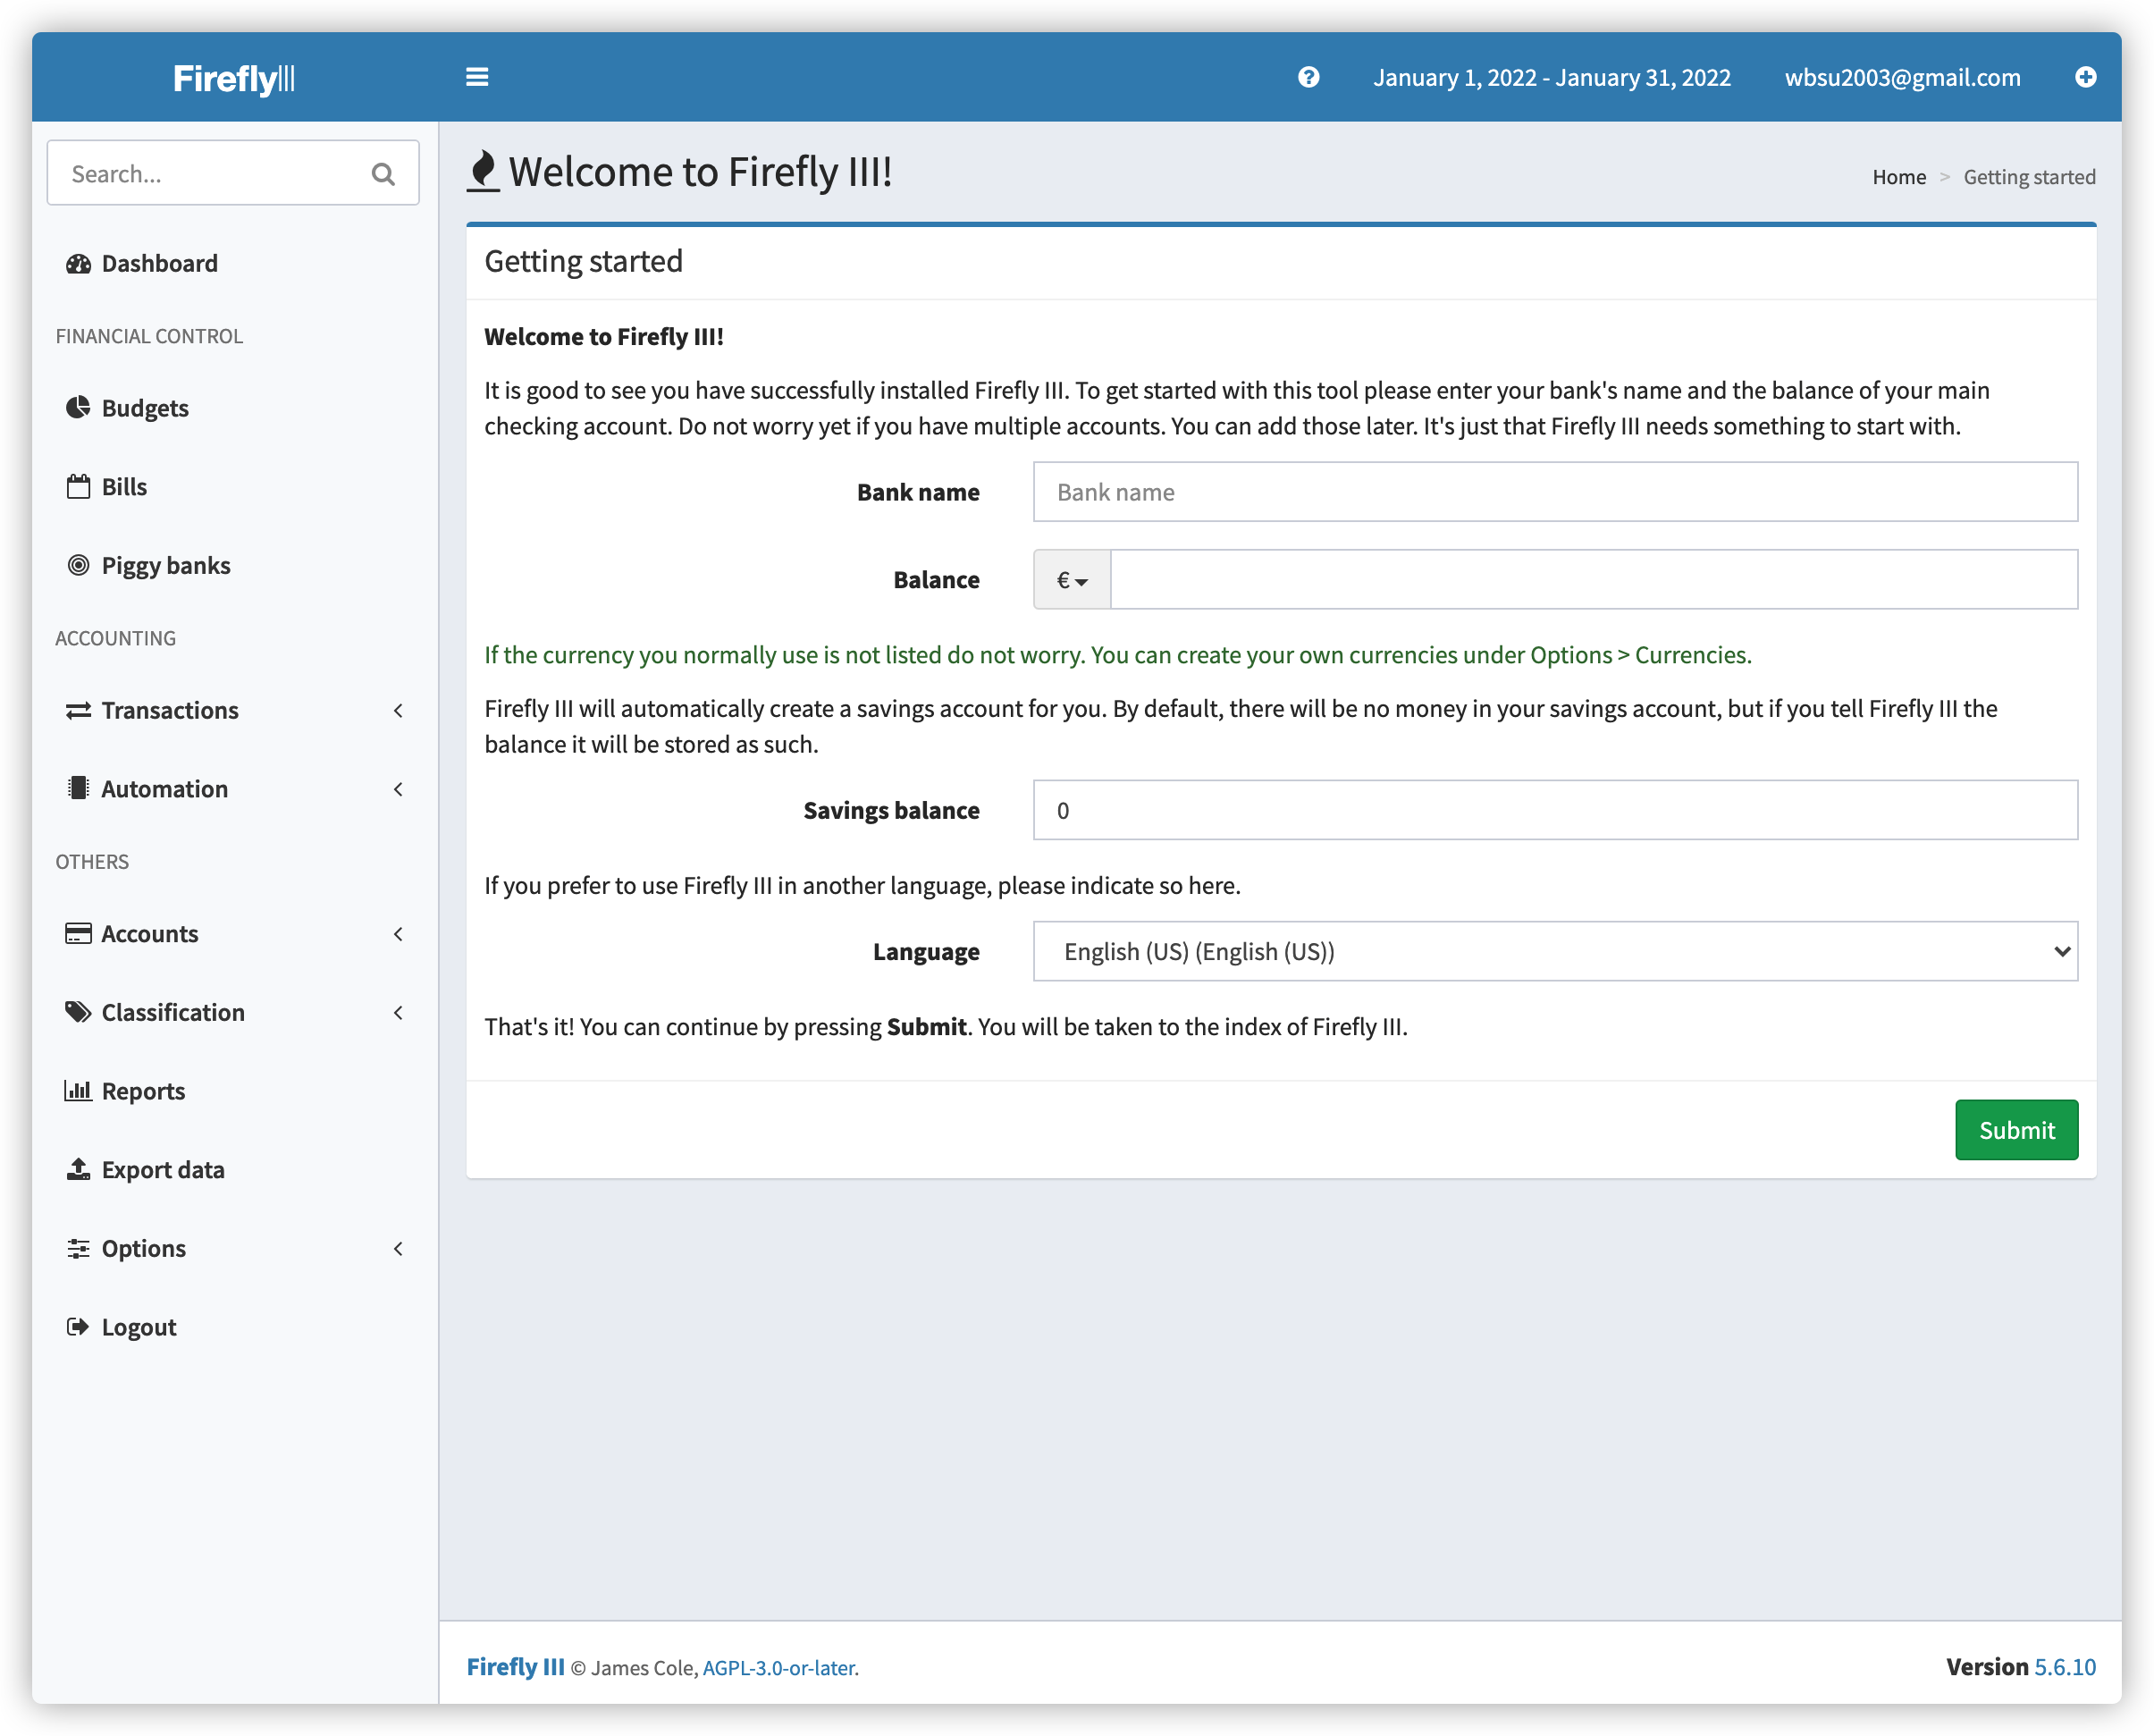 Firefly III
January 1, 2022 - January 31, 2022
wbsu2003@gmail.com
Search...
Dashboard
FINANCIAL CONTROL
Budgets
Bills
Piggy banks
ACCOUNTING
Transactions
Automation
OTHERS
Accounts
Classification
Reports
Export data
Options
Logout
Welcome to Firefly III!
Home > Getting started
Getting started
Welcome to Firefly III!
It is good to see you have successfully installed Firefly III. To get started with this tool please enter your bank's name and the balance of your main
checking account. Do not worry yet if you have multiple accounts. You can add those later. It's just that Firefly III needs something to start with.
Bank name
Bank name
Balance
€
If the currency you normally use is not listed do not worry. You can create your own currencies under Options > Currencies.
Firefly III will automatically create a savings account for you. By default, there will be no money in your savings account, but if you tell Firefly III the
balance it will be stored as such.
Savings balance
0
If you prefer to use Firefly III in another language, please indicate so here.
Language
English (US) (English (US))
That's it! You can continue by pressing Submit. You will be taken to the index of Firefly III.
Submit
Firefly III © James Cole, AGPL-3.0-or-later.
Version 5.6.10